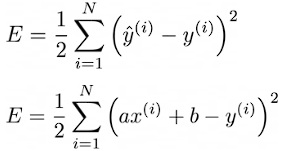 E = \frac{1}{2} \sum_{i=1}^{N} \left( \hat{y}^{(i)} - y^{(i)} \right)^2
E = \frac{1}{2} \sum_{i=1}^{N} \left( ax^{(i)} + b - y^{(i)} \right)^2